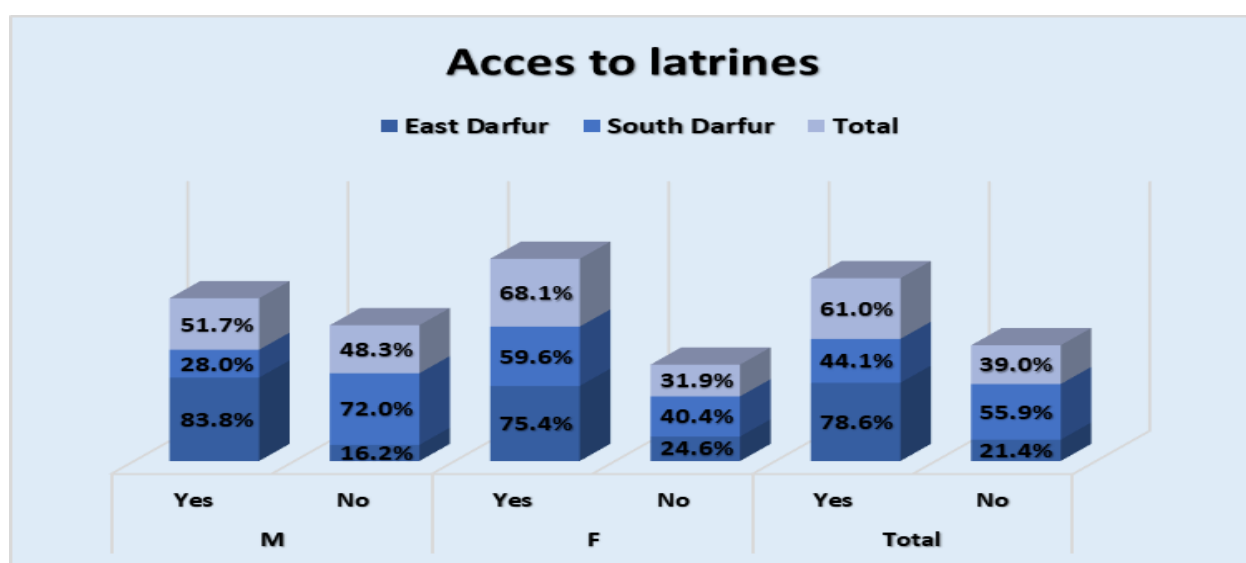 Acces to latrines
East Darfur South Darfur Total
68.1%
51.7% 61.0%
48.3%
28.0% 59.6% 44.1% 39.0%
31.9%
83.8% 72.0% 75.4% 40.4% 78.6% 55.9%
16.2% 24.6% 21.4%
Yes No Yes No Yes No
M F Total